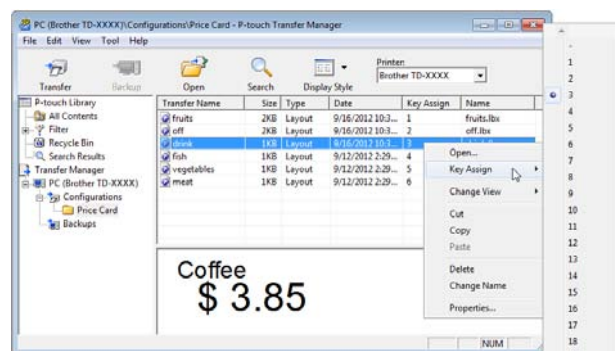 PC (Brother TD-XXXX)\Configurations\Price Card - P-touch Transfer Manager
File Edit View Tool Help
Transfer Backup Open Search Display Style
Printer:
Brother TD-XXXX
P-touch Library
All Contents
Filter
Recycle Bin
Search Results
Transfer Manager
PC (Brother TD-XXXX)
Configurations
Price Card
Backups
Transfer Name Size Type Date Key Assign Name
fruits 2KB Layout 9/16/2012 10:3... 1 fruits.lbx
off 2KB Layout 9/16/2012 10:3... 2 off.lbx
drink 1KB Layout 9/16/2012 10:3... 3
fish 1KB Layout 9/12/2012 2:29... 4
vegetables 1KB Layout 9/12/2012 2:29... 5
meat 1KB Layout 9/12/2012 2:29... 6
Open...
Key Assign
Change View
Cut
Copy
Paste
Delete
Change Name
Properties...
-
1
2
3
4
5
6
7
8
9
10
11
12
13
14
15
16
17
18
Coffee
$ 3.85
NUM